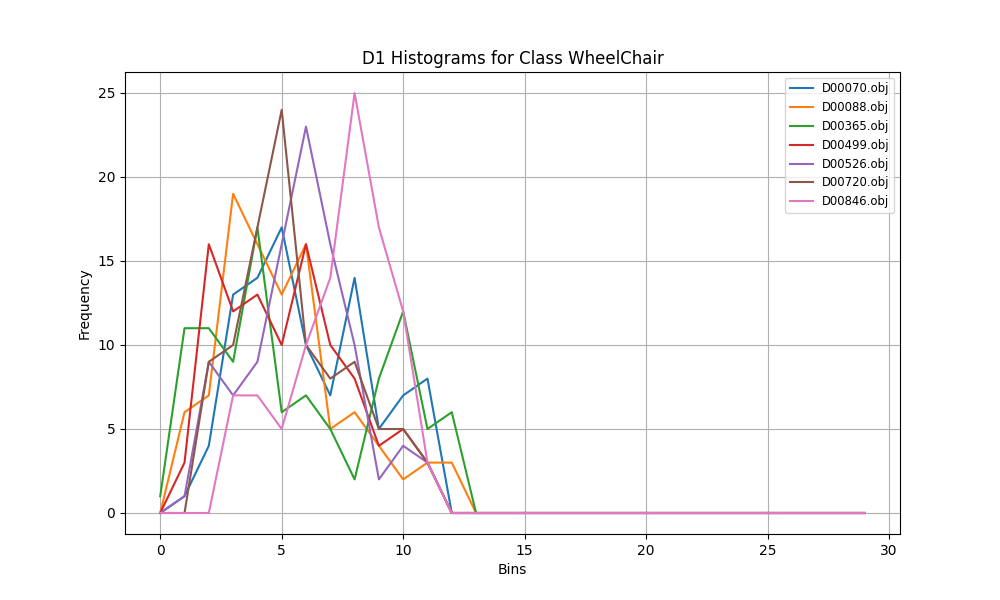 D1 Histograms for Class WheelChair
D00070.obj
D00088.obj
D00365.obj
D00499.obj
D00526.obj
D00720.obj
D00846.obj
Frequency
25
20
15
10
5
0
0 5 10 15 20 25 30
Bins